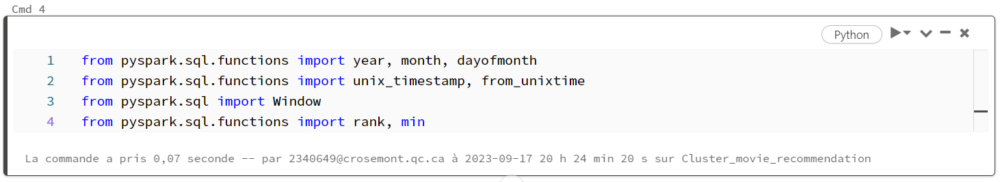 Cmd 4
Python
1 from pyspark.sql.functions import year, month, dayofmonth
2 from pyspark.sql.functions import unix_timestamp, from_unixtime
3 from pyspark.sql import Window
4 from pyspark.sql.functions import rank, min
La commande a pris 0,07 seconde -- par 2340649@crosemont.qc.ca à 2023-09-17 20 h 24 min 20 s sur Cluster_movie_recommendation